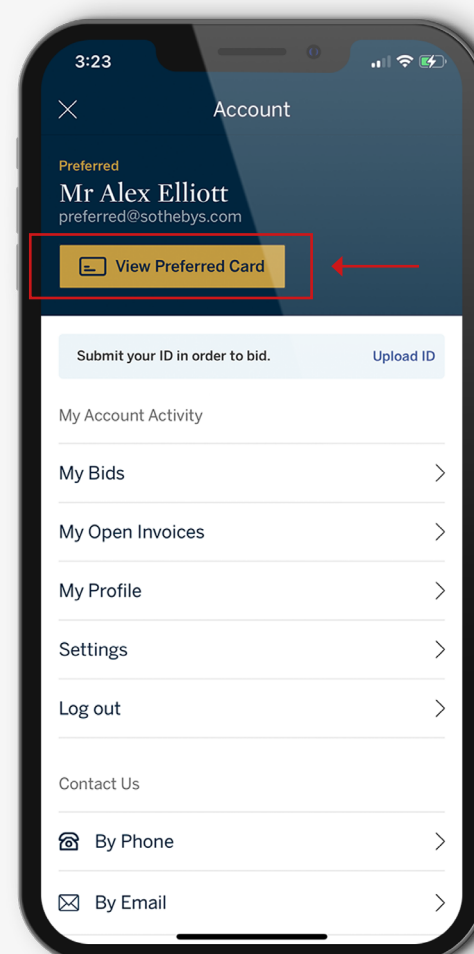 3:23
Account
Preferred
Mr Alex Elliott
preferred@sothebys.com
View Preferred Card
Submit your ID in order to bid. Upload ID
My Account Activity
My Bids
My Open Invoices
My Profile
Settings
Log out
Contact Us
By Phone
By Email